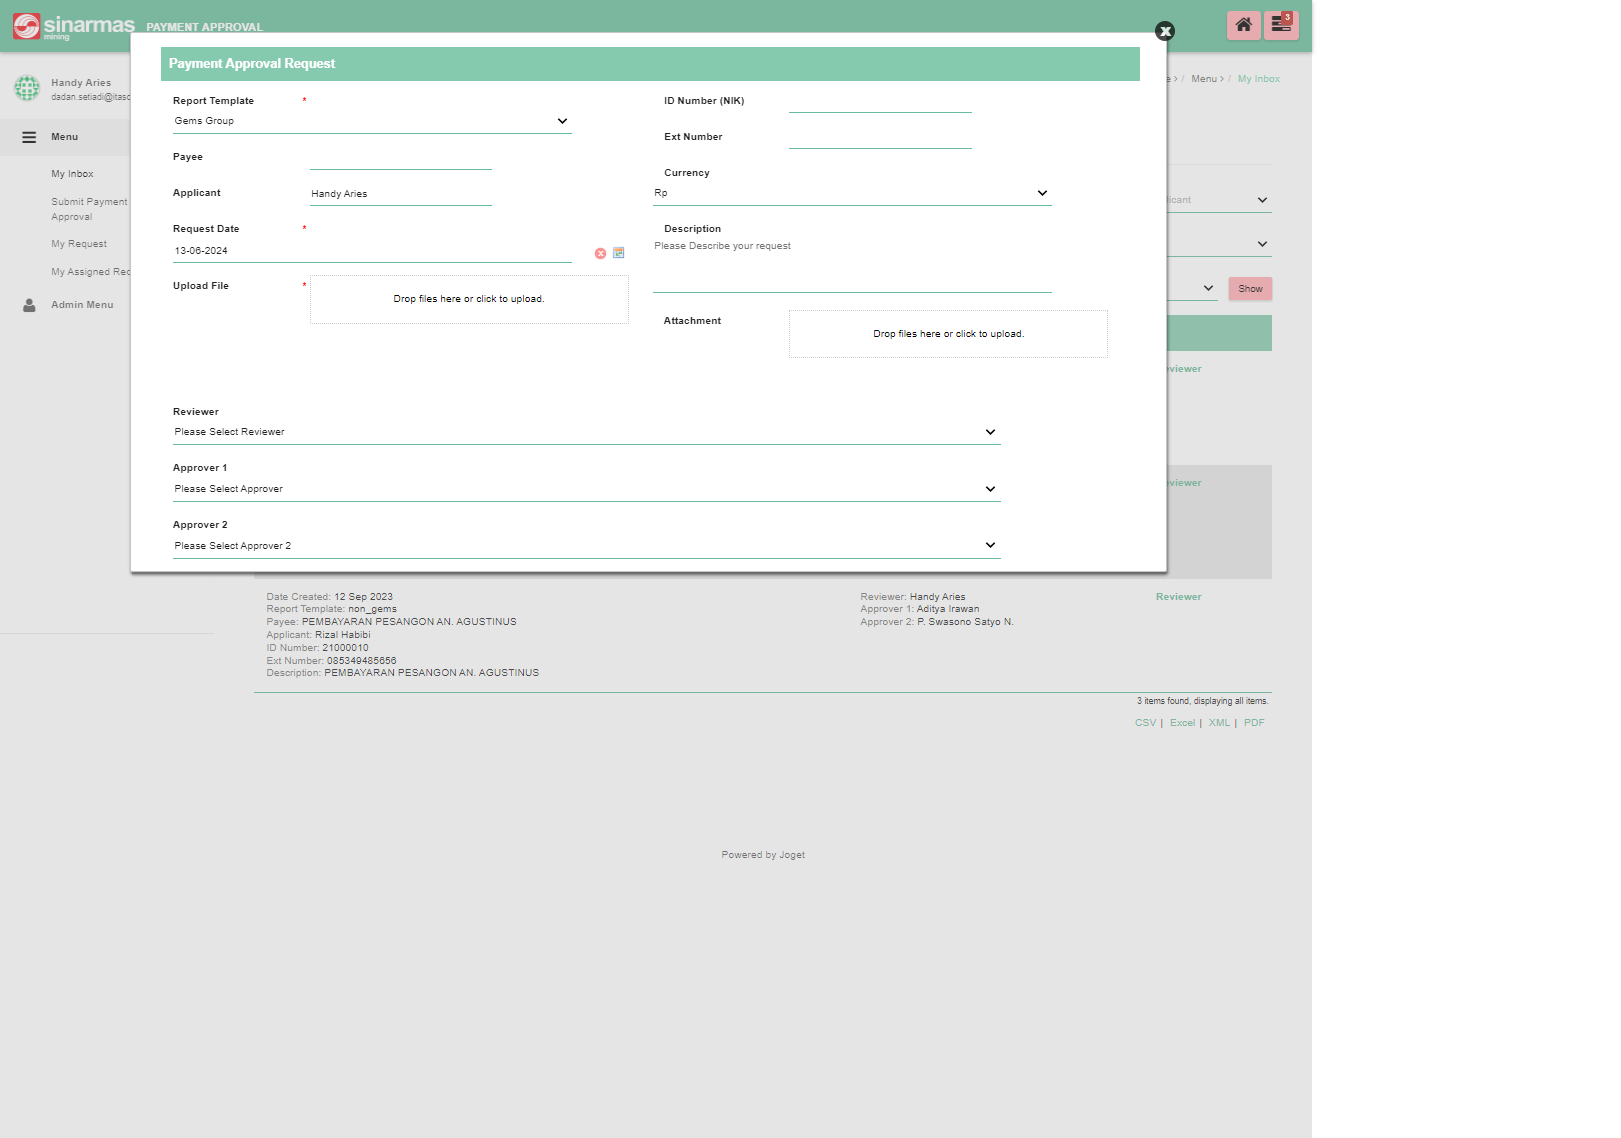 sinarmas
mining
PAYMENT APPROVAL
3
Handy Aries
dadan.setiadi@itasc
Menu
My Inbox
Submit Payment
Approval
My Request
My Assigned Rec
Admin Menu
e > / Menu > / My Inbox
Payment Approval Request
Report Template *
Gems Group
Payee
Applicant
Handy Aries
Request Date *
13-06-2024
Upload File *
Drop files here or click to upload.
ID Number (NIK)
Ext Number
Currency
Rp
Description
Please Describe your request
Attachment
Drop files here or click to upload.
Reviewer
Please Select Reviewer
Approver 1
Please Select Approver
Approver 2
Please Select Approver 2
licant
Show
viewer
viewer
Date Created: 12 Sep 2023
Report Template: non_gems
Payee: PEMBAYARAN PESANGON AN. AGUSTINUS
Applicant: Rizal Habibi
ID Number: 21000010
Ext Number: 085349485656
Description: PEMBAYARAN PESANGON AN. AGUSTINUS
Reviewer: Handy Aries
Approver 1: Aditya Irawan
Approver 2: P. Swasono Satyo N.
Reviewer
3 items found, displaying all items.
CSV | Excel | XML | PDF
Powered by Joget